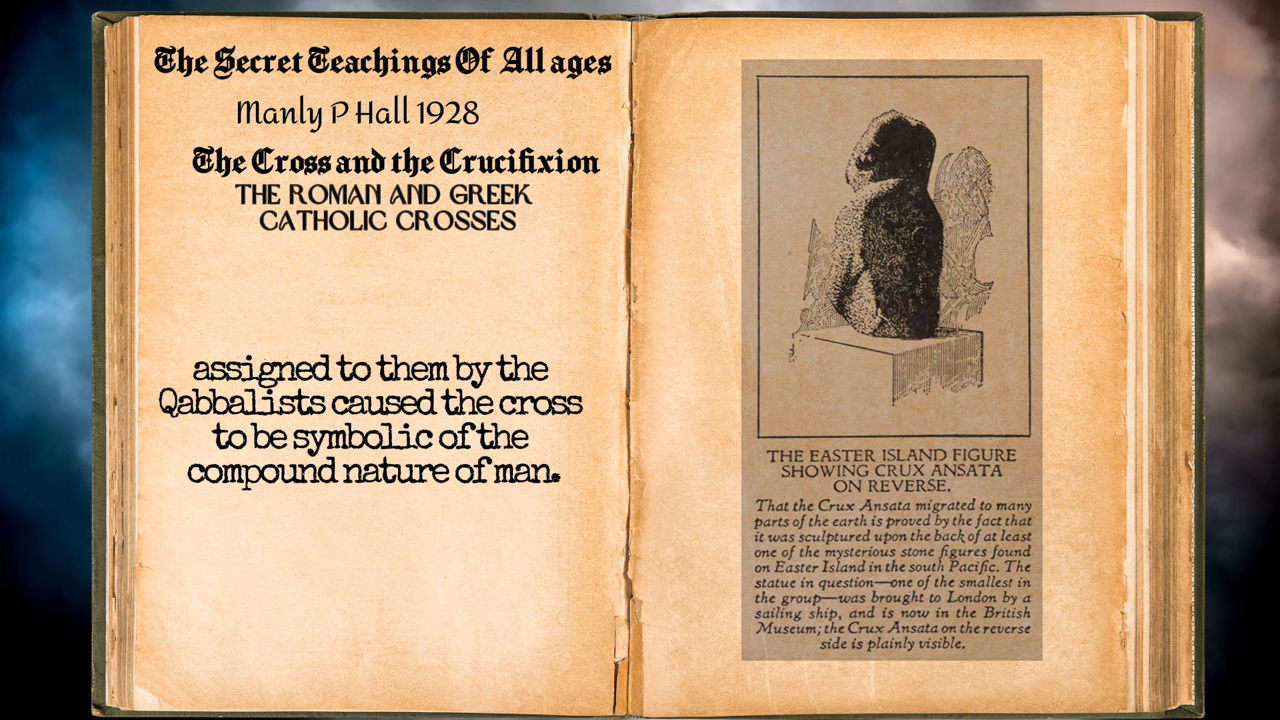 The Secret Teachings Of All ages
Manly P Hall 1928
The Cross and the Crucifixion
THE ROMAN AND GREEK
CATHOLIC CROSSES
assigned to them by the
Qabbalists caused the cross
to be symbolic of the
compound nature of man.
THE EASTER ISLAND FIGURE
SHOWING CRUX ANSATA
ON REVERSE.
That the Crux Ansata migrated to many
parts of the earth is proved by the fact that
it was sculptured upon the back of at least
one of the mysterious stone figures found
on Easter Island in the south Pacific. The
statue in question—one of the smallest in
the group—was brought to London by a
sailing ship, and is now in the British
Museum; the Crux Ansata on the reverse
side is plainly visible.